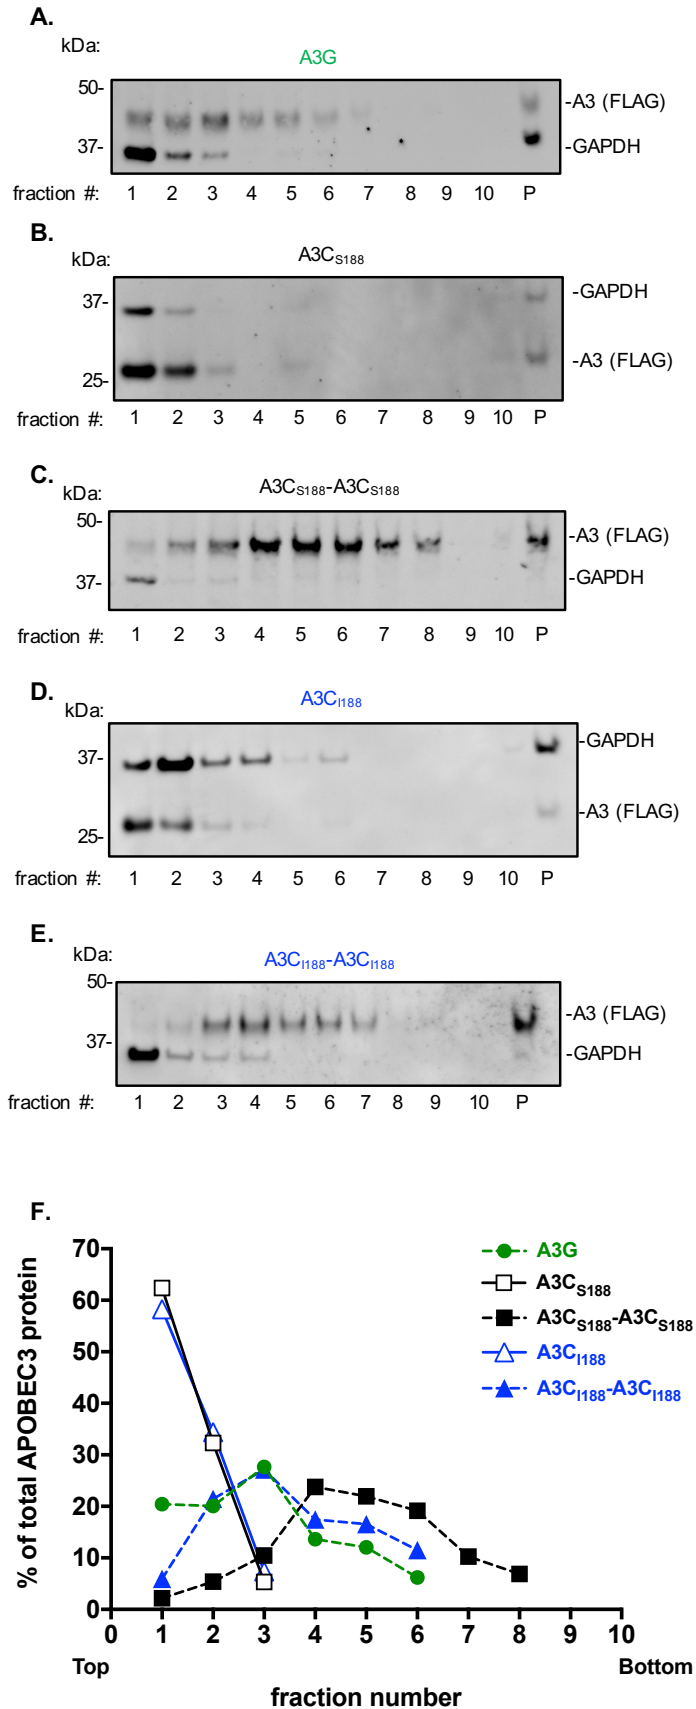 A.
kDa:
A3G
50-
-A3 (FLAG)
37-
-GAPDH
fraction #: 1 2 3 4 5 6 7 8 9 10 P
B.
kDa:
A3CS188
37-
-GAPDH
-A3 (FLAG)
25-
fraction #: 1 2 3 4 5 6 7 8 9 10 P
C.
kDa:
A3CS188-A3CS188
50-
-A3 (FLAG)
37-
-GAPDH
fraction #: 1 2 3 4 5 6 7 8 9 10 P
D.
kDa:
A3CI188
-GAPDH
37-
-A3 (FLAG)
25-
fraction #: 1 2 3 4 5 6 7 8 9 10 P
E.
kDa:
A3CI188-A3CI188
50-
-A3 (FLAG)
37-
-GAPDH
fraction #: 1 2 3 4 5 6 7 8 9 10 P
F.
% of total APOBEC3 protein
70
60
50
40
30
20
10
0
A3G
A3CS188
A3CS188-A3CS188
A3CI188
A3CI188-A3CI188
0 1 2 3 4 5 6 7 8 9 10
Top Bottom
fraction number